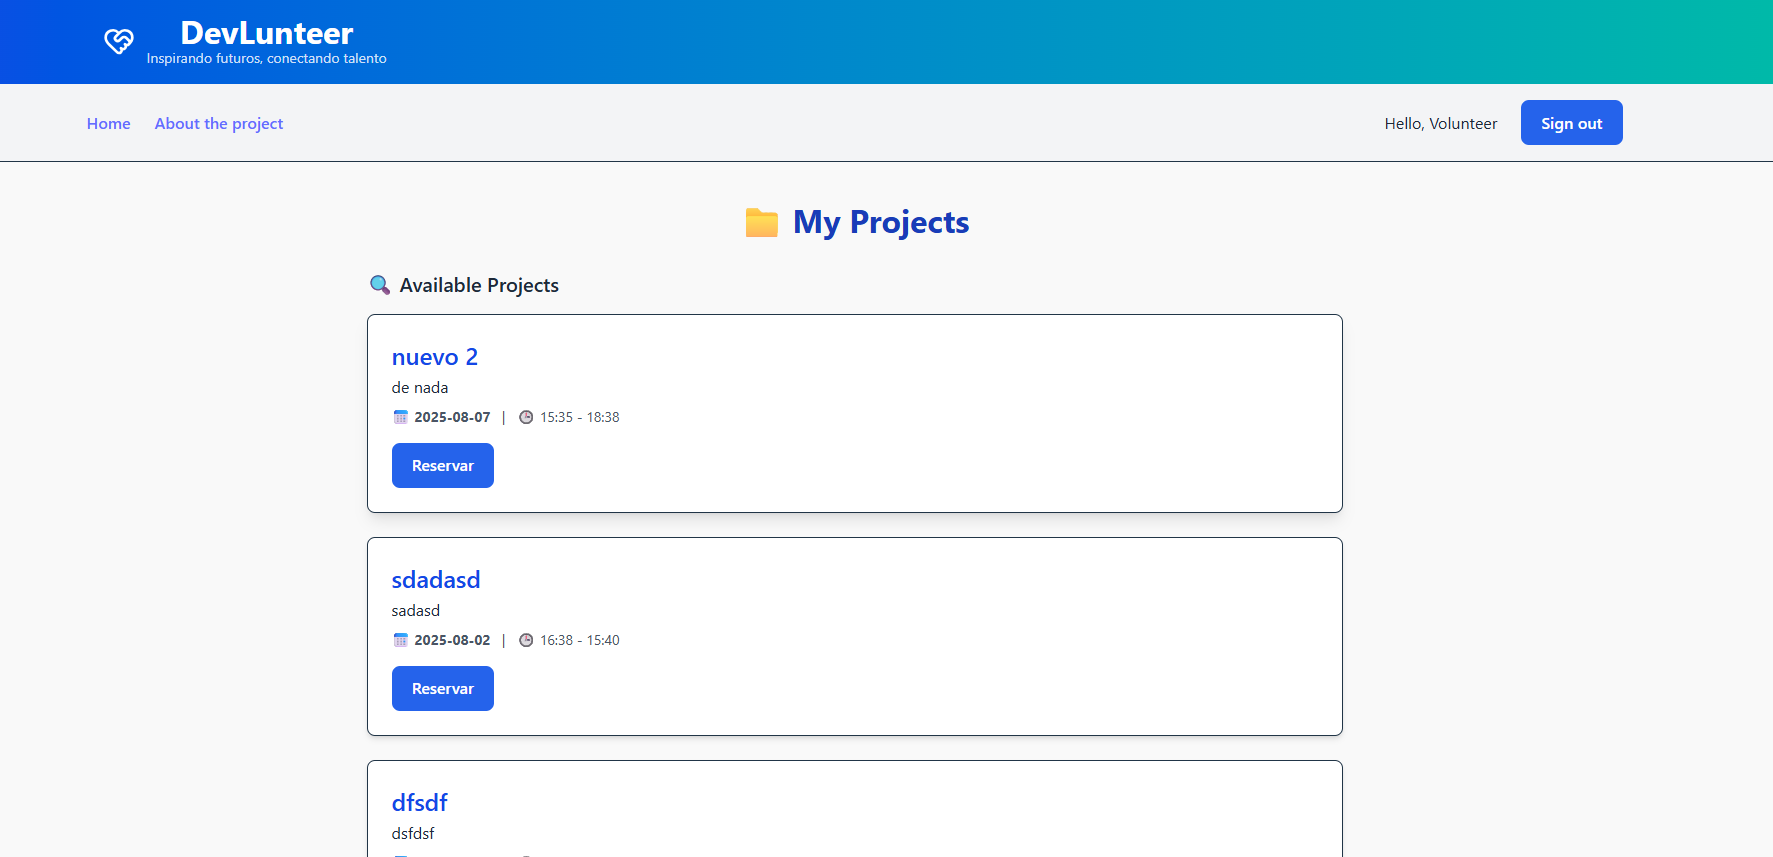 DevLunteer
Inspirando futuros, conectando talento
Home About the project Hello, Volunteer Sign out
My Projects
Available Projects
nuevo 2
de nada
2025-08-07 | 15:35 - 18:38
Reservar
sdadasd
sadasd
2025-08-02 | 16:38 - 15:40
Reservar
dfsdf
dsfdsf